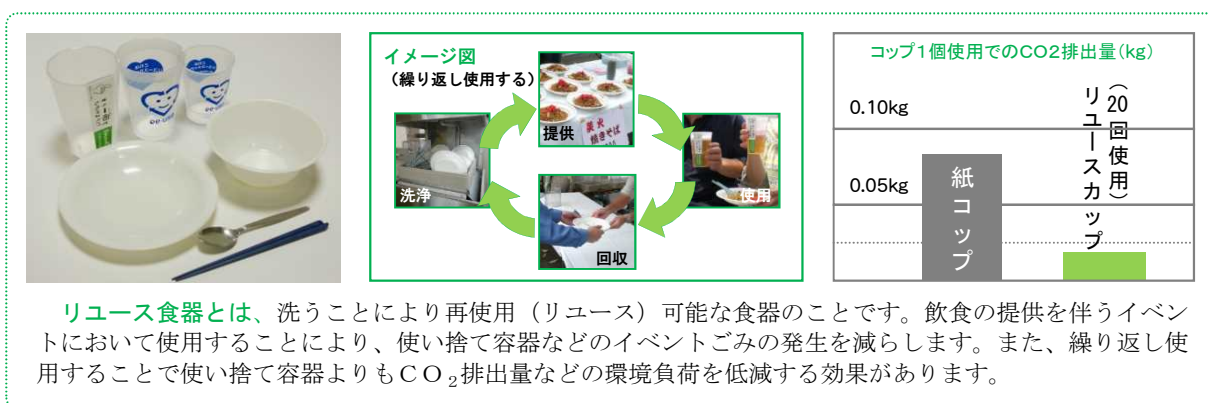 イメージ図
(繰り返し使用する)
提供
使用
回収
洗浄
コップ1個使用でのCO2排出量(kg)
0.10kg
0.05kg
紙コップ
リユースカップ
(20回使用)
リユース食器とは、洗うことにより再使用（リユース）可能な食器のことです。飲食の提供を伴うイベン
トにおいて使用することにより、使い捨て容器などのイベントごみの発生を減らします。また、繰り返し使
用することで使い捨て容器よりもＣＯ₂排出量などの環境負荷を低減する効果があります。